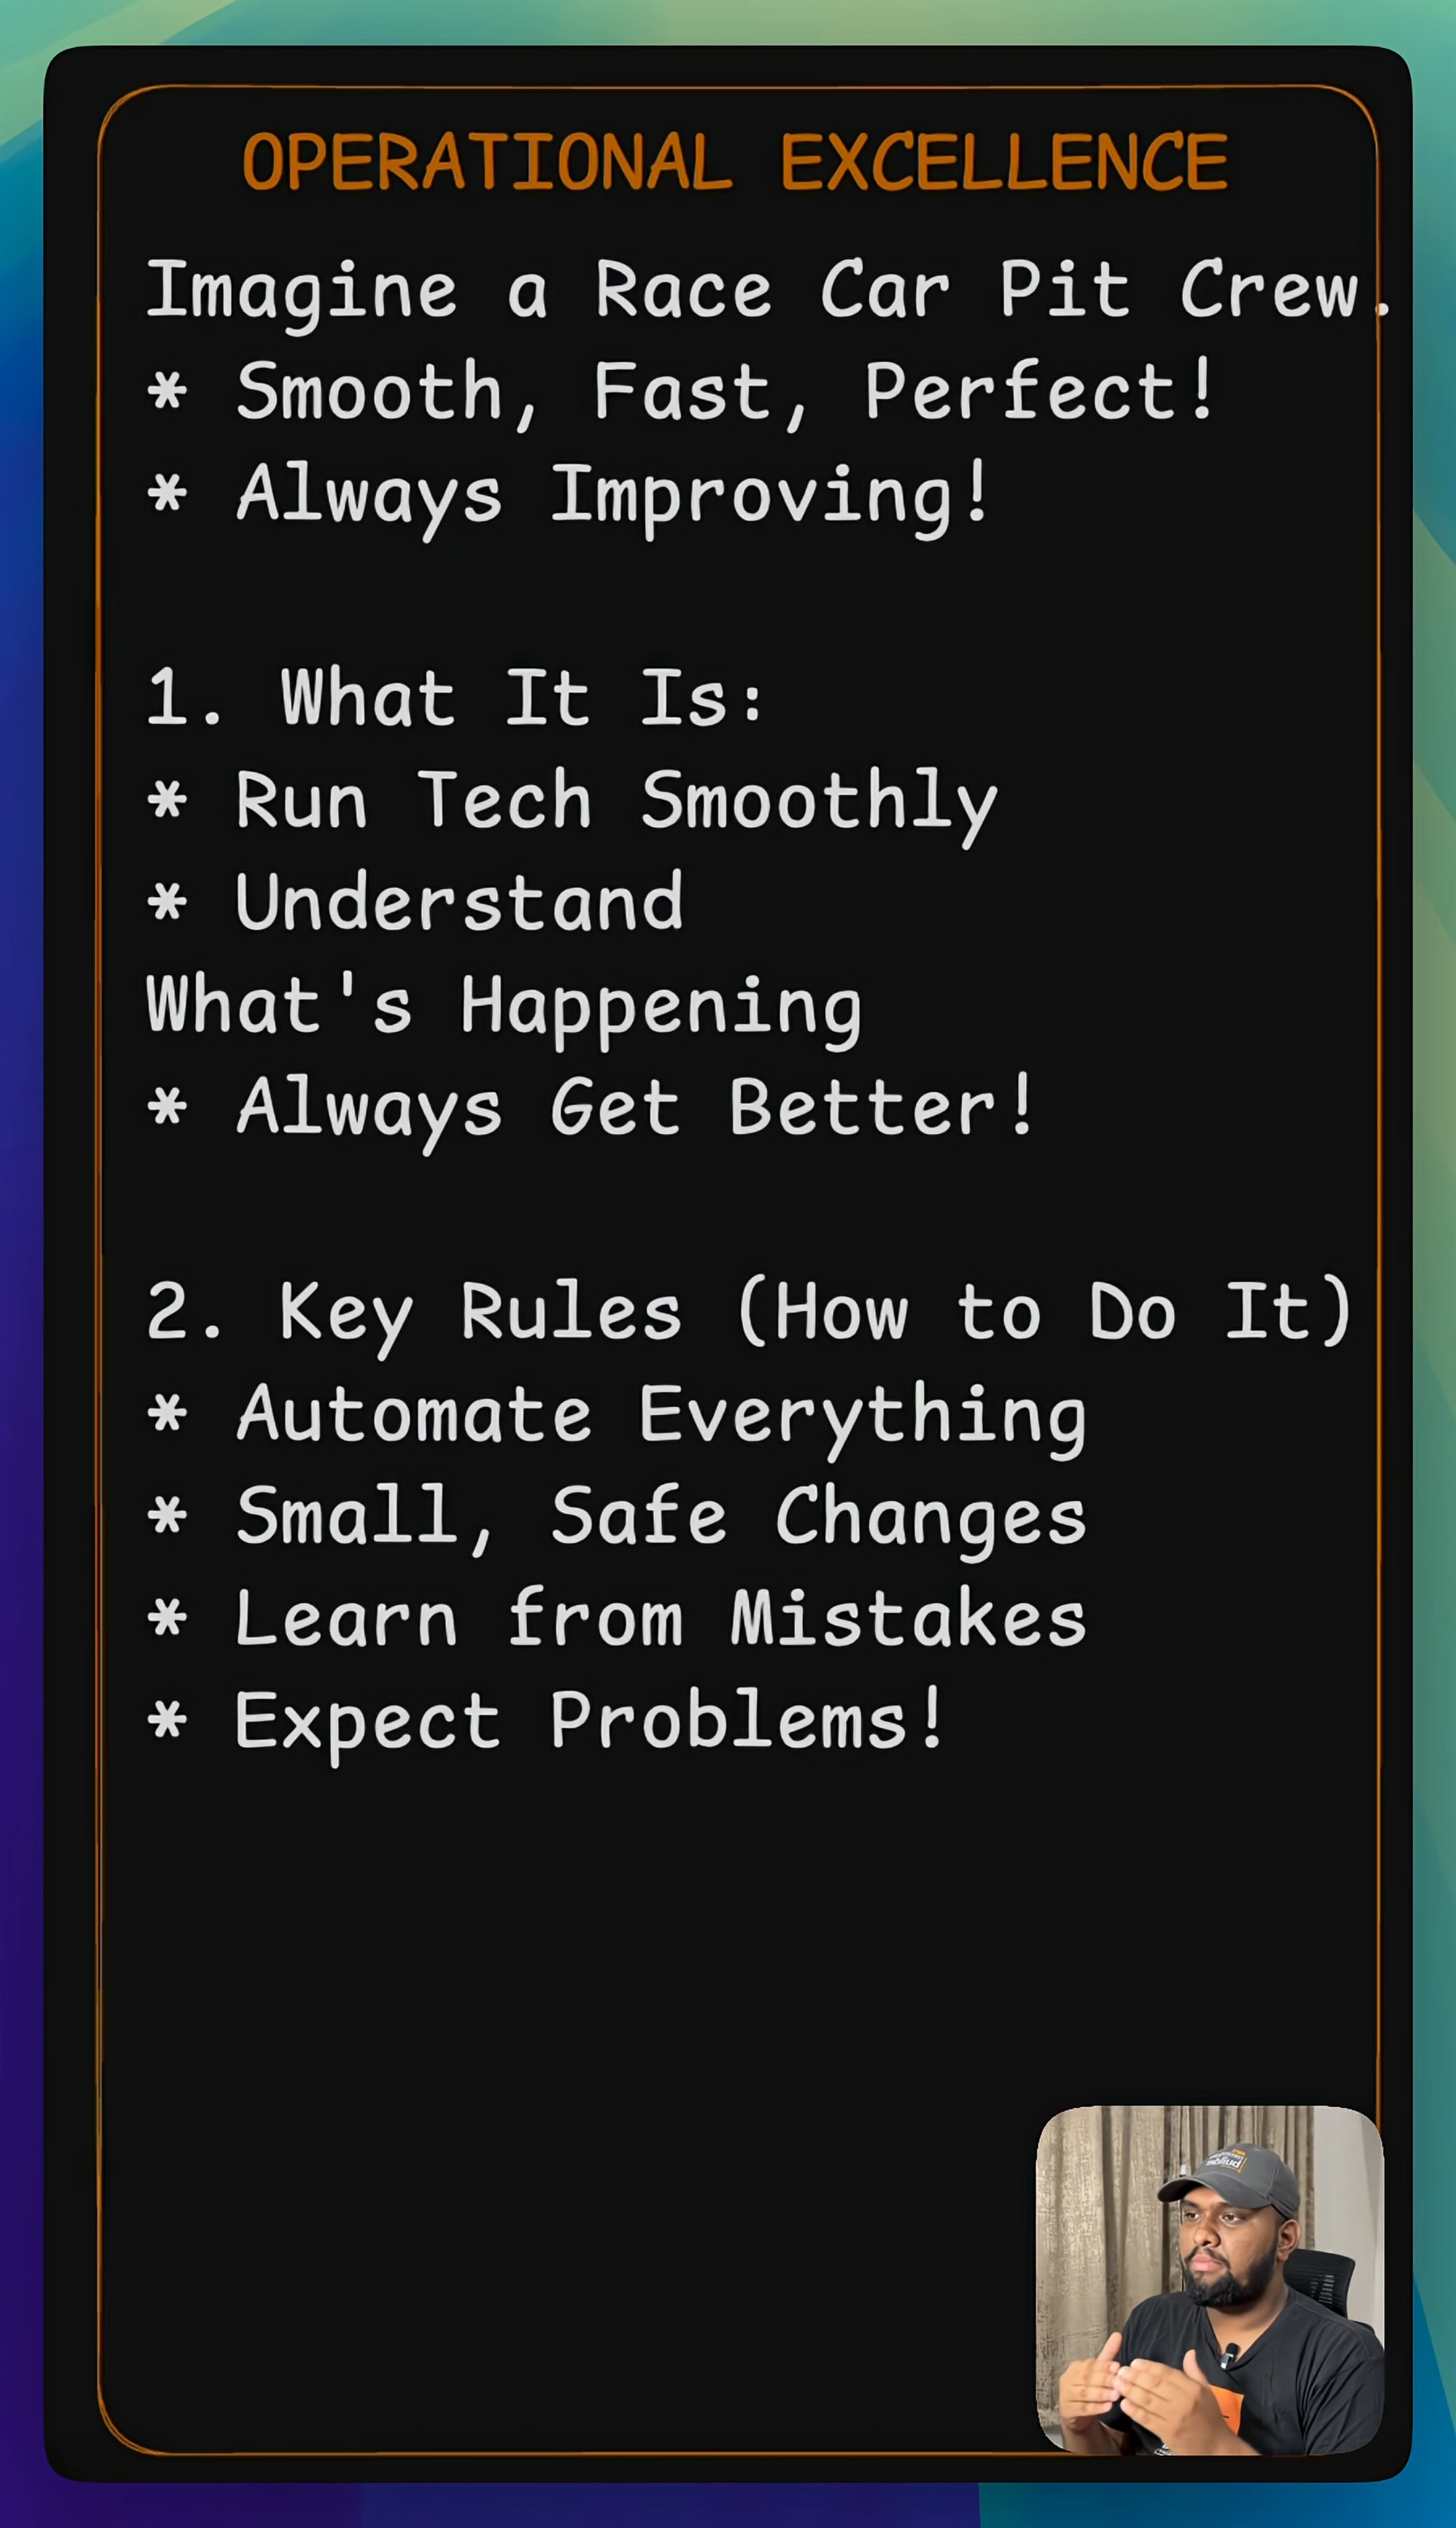 OPERATIONAL EXCELLENCE
Imagine a Race Car Pit Crew.
* Smooth, Fast, Perfect!
* Always Improving!
1. What It Is:
* Run Tech Smoothly
* Understand
What's Happening
* Always Get Better!
2. Key Rules (How to Do It)
* Automate Everything
* Small, Safe Changes
* Learn from Mistakes
* Expect Problems!